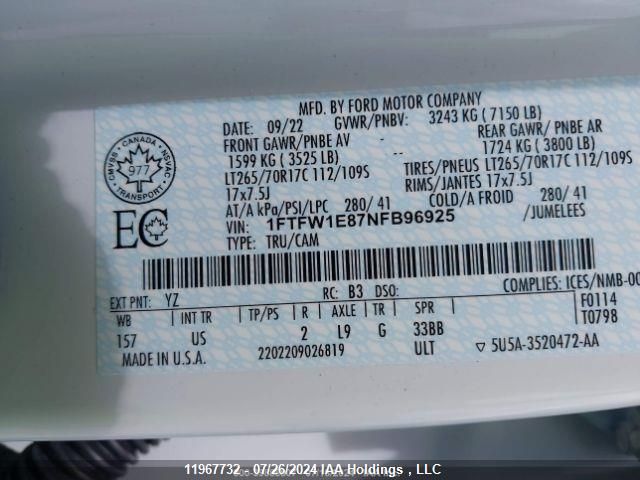 MFD. BY FORD MOTOR COMPANY
DATE: 09/22 GVWR/PNBV: 3243 KG ( 7150 LB)
FRONT GAWR/PNBE AV REAR GAWR/ PNBE AR
1599 KG ( 3525 LB) 1724 KG ( 3800 LB)
LT265/70R17C 112/109S TIRES/PNEUS LT265/70R17C 112/109S
17x7.5J RIMS/JANTES 17x7.5J
AT/A kPa/PSI/LPC 280/ 41 COLD/A FROID 280/ 41
VIN: 1FTFW1E87NFB96925 /JUMELEES
TYPE: TRU/CAM
CANADA
CMVSS NSVAC
977
TRANSPORT
EC
EXT PNT: YZ RC: B3 DSO: COMPLIES: ICES/NMB-00
WB INT TR TP/PS R AXLE TR SPR F0114
157 US 2 L9 G 33BB T0798
MADE IN U.S.A. 2202209026819 ULT 5U5A-3520472-AA
11967732 - 07/26/2024 IAA Holdings , LLC